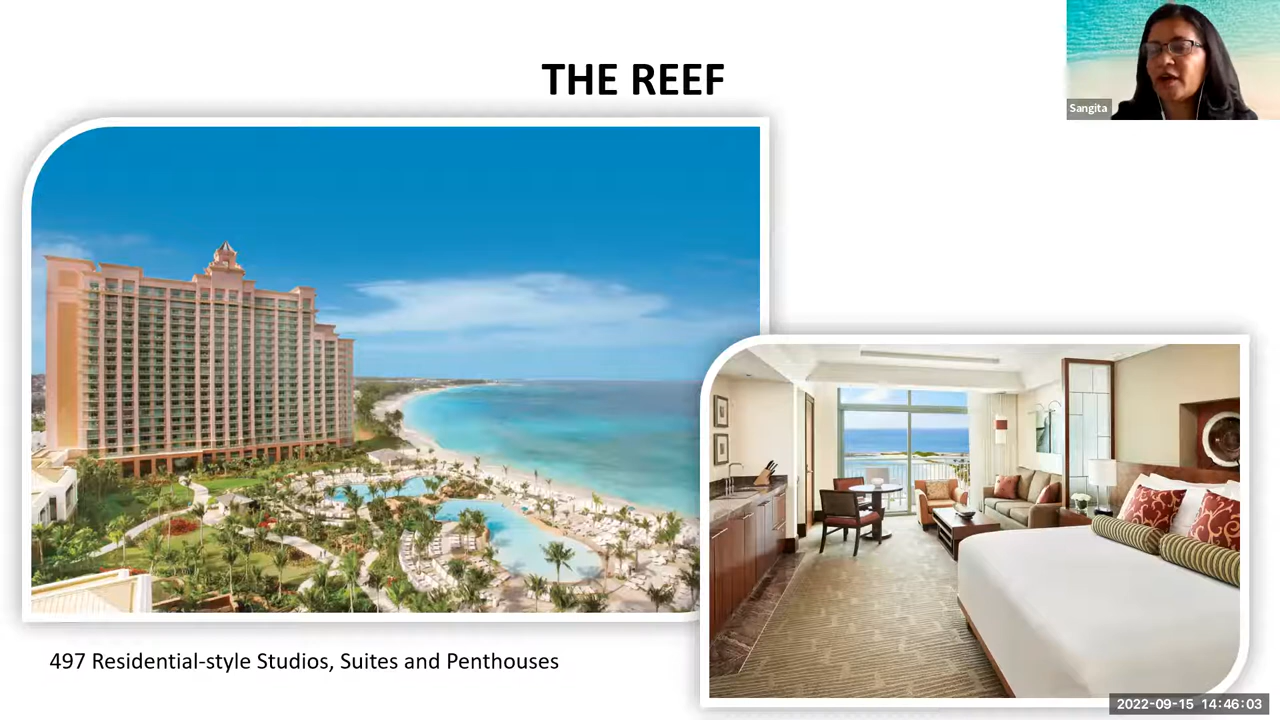 THE REEF
Sangita
497 Residential-style Studios, Suites and Penthouses
2022-09-15 14:46:03